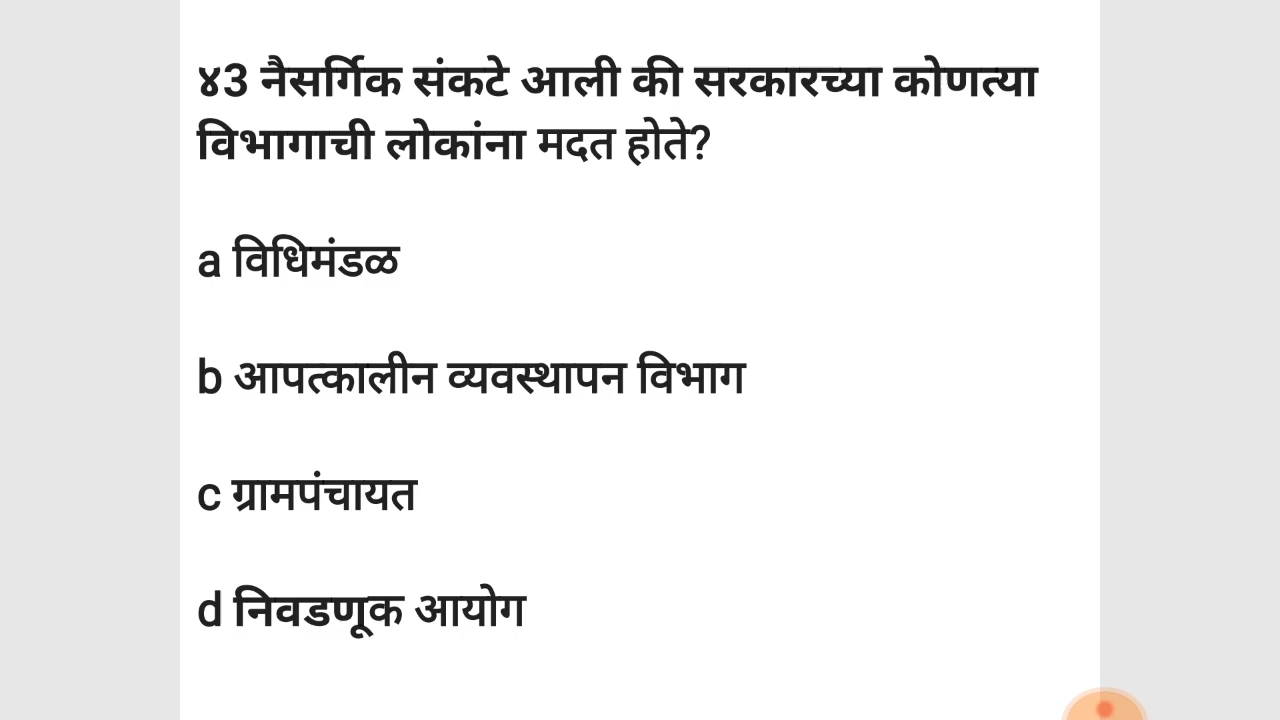 ४3 नैसर्गिक संकटे आली की सरकारच्या कोणत्या
विभागाची लोकांना मदत होते?
a विधिमंडळ
b आपत्कालीन व्यवस्थापन विभाग
c ग्रामपंचायत
d निवडणूक आयोग